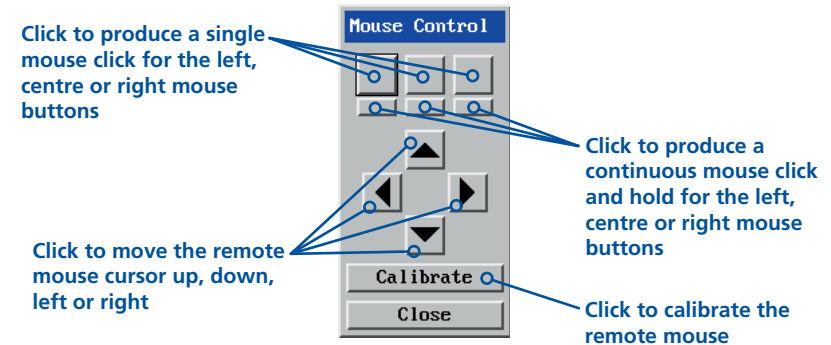 Mouse Control
Click to produce a single
mouse click for the left,
centre or right mouse
buttons
Click to produce a
continuous mouse click
and hold for the left,
centre or right mouse
buttons
Click to move the remote
mouse cursor up, down,
left or right
Calibrate
Close
Click to calibrate the
remote mouse